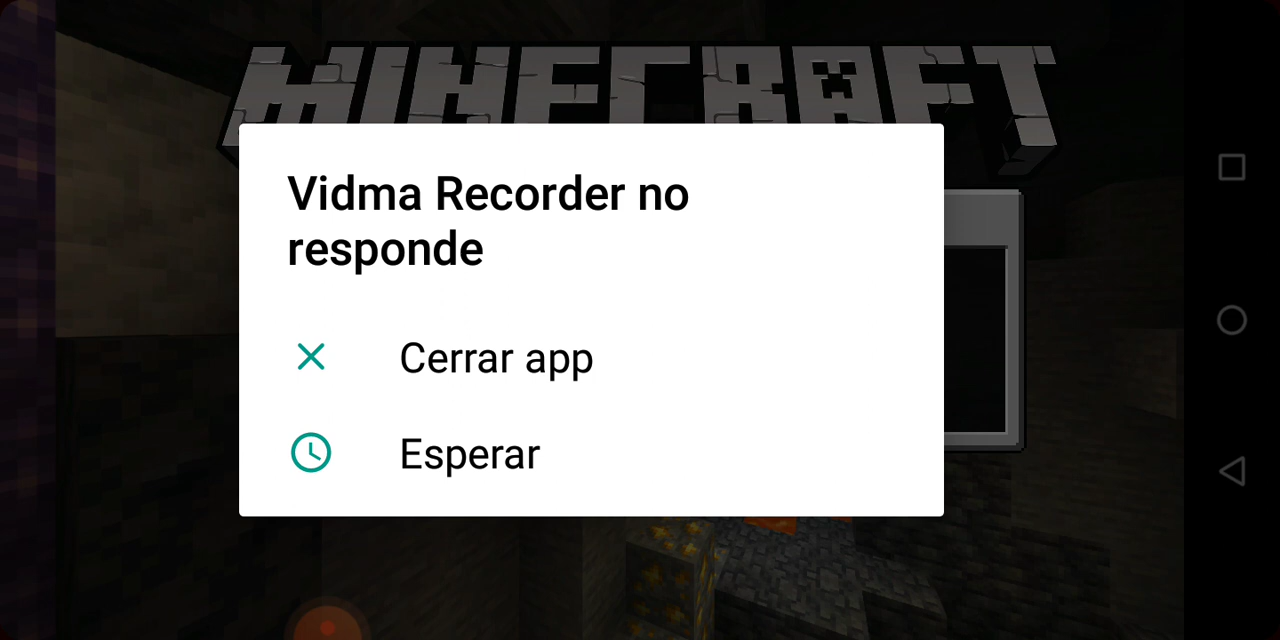 MINECRAFT
Vidma Recorder no
responde
Cerrar app
Esperar